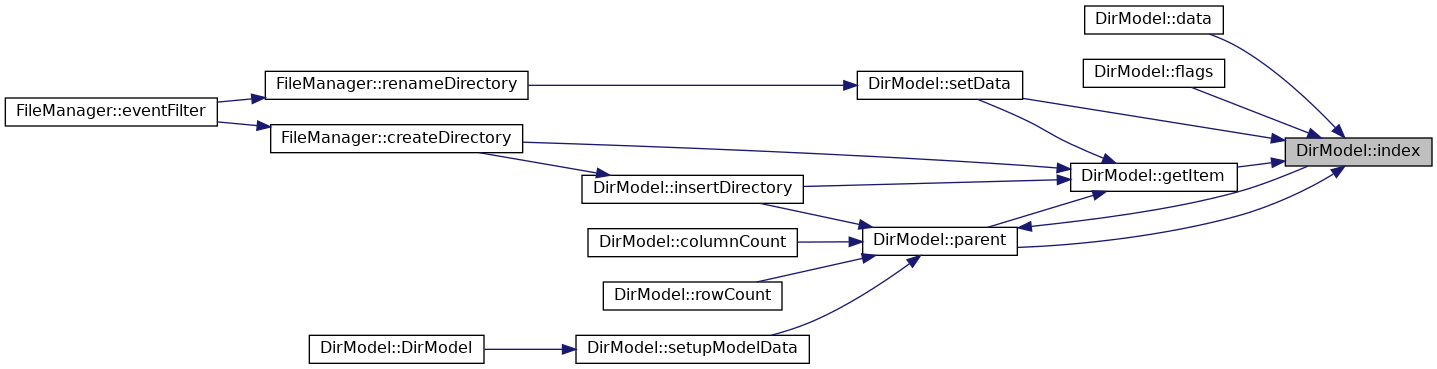 DirModel::data
DirModel::flags
FileManager::renameDirectory
DirModel::setData
FileManager::eventFilter
FileManager::createDirectory
DirModel::index
DirModel::getItem
DirModel::insertDirectory
DirModel::parent
DirModel::columnCount
DirModel::rowCount
DirModel::DirModel
DirModel::setupModelData